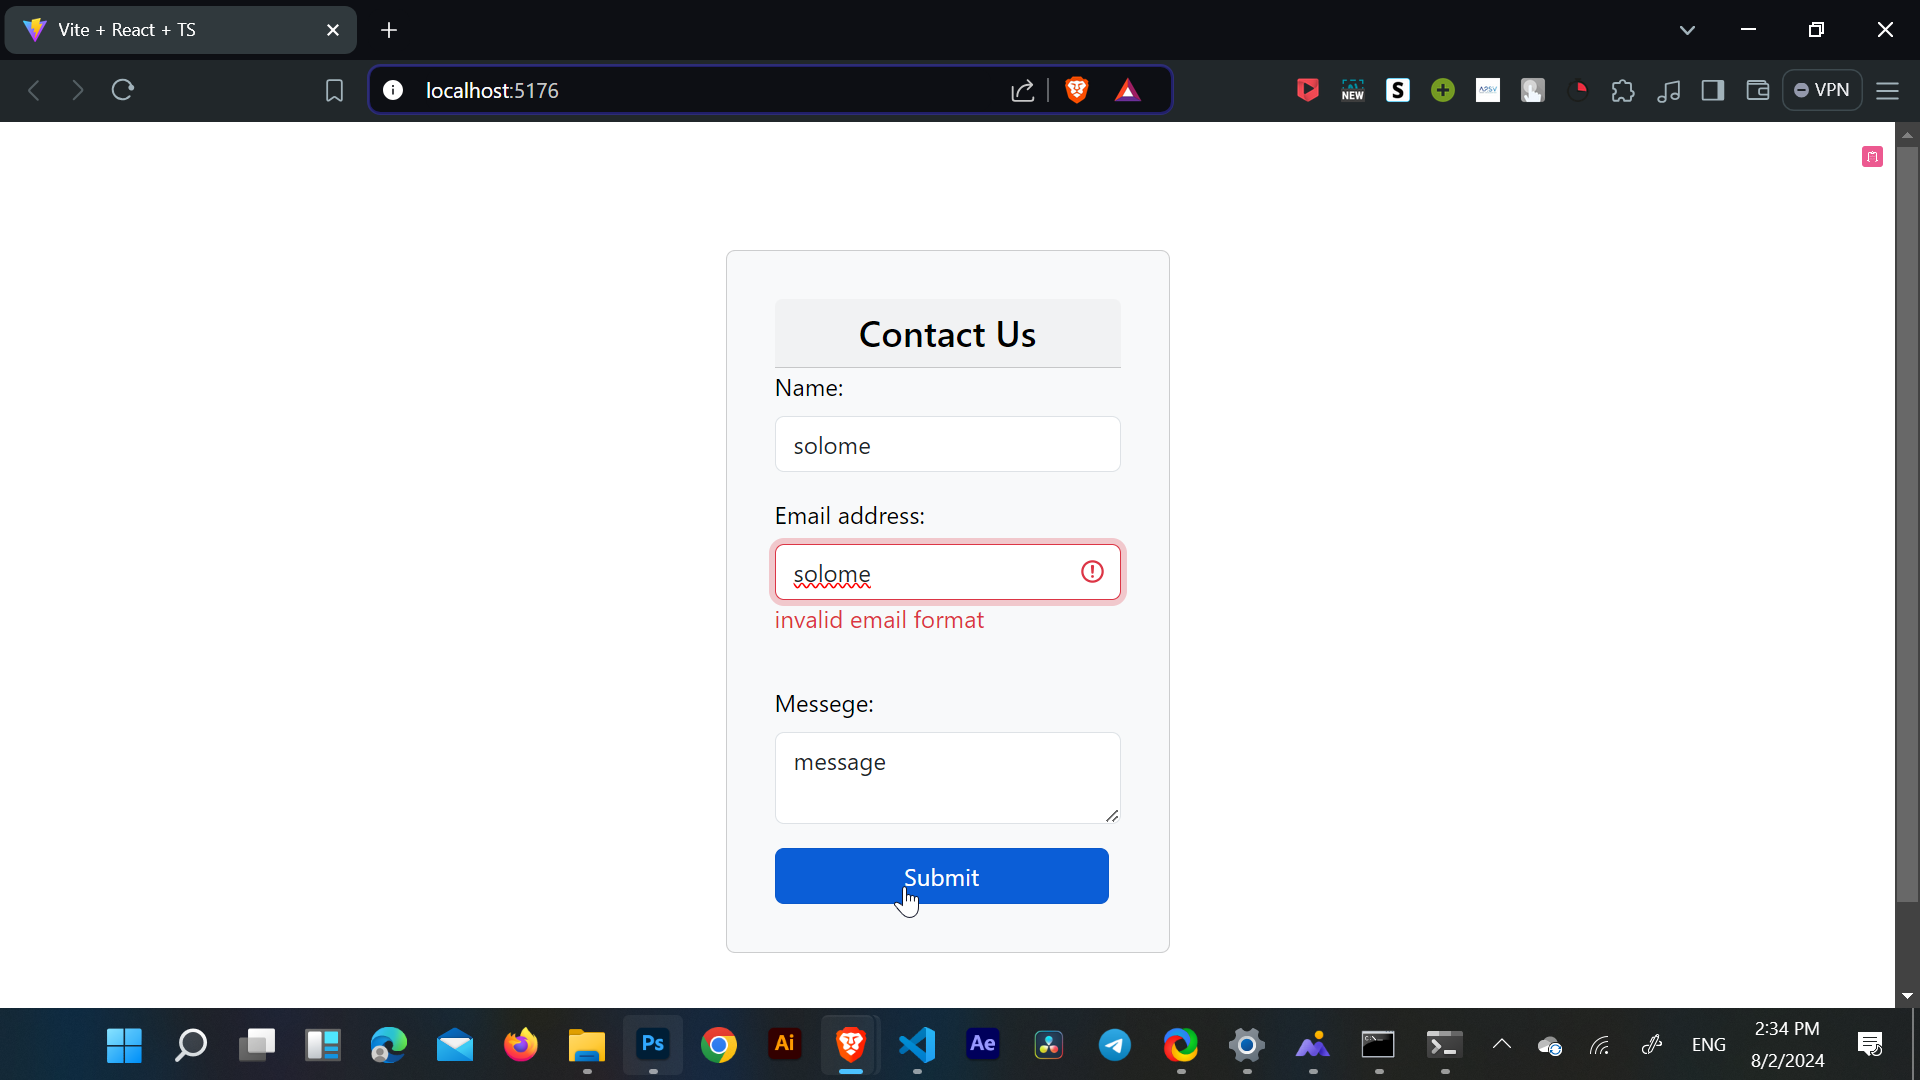 Vite + React + TS
localhost:5176
NEW
S
VPN
Contact Us
Name:
solome
Email address:
solome
invalid email format
Messege:
message
Submit
Ps
Ai
Ae
ENG
2:34 PM
8/2/2024